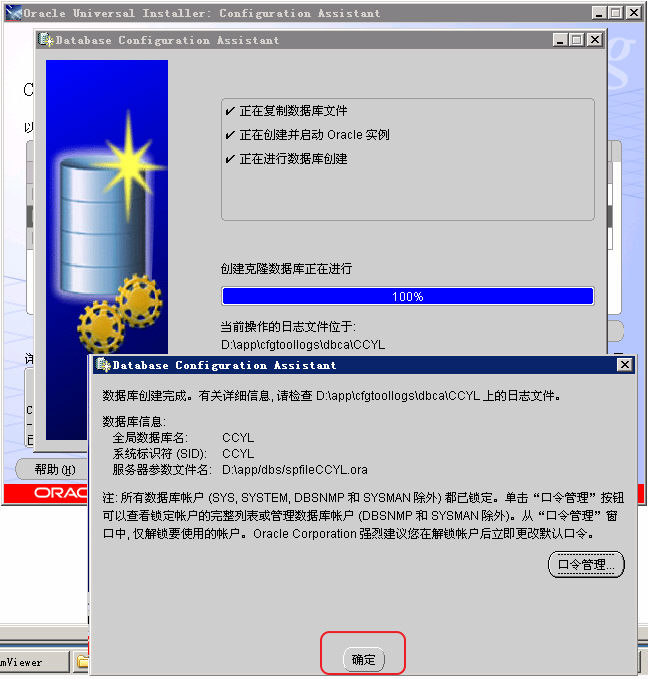 Oracle Universal Installer: Configuration Assistant
Database Configuration Assistant
✔ 正在复制数据库文件
✔ 正在创建并启动 Oracle 实例
✔ 正在进行数据库创建
创建克隆数据库正在进行
100%
当前操作的日志文件位于:
D:\app\cfgtoollogs\dbca\CCYL
帮助(H)
ORAC
Database Configuration Assistant
数据库创建完成。有关详细信息, 请检查 D:\app\cfgtoollogs\dbca\CCYL 上的日志文件。
数据库信息:
全局数据库名: CCYL
系统标识符 (SID): CCYL
服务器参数文件名: D:\app/dbs/spfileCCYL.ora
注: 所有数据库帐户 (SYS, SYSTEM, DBSNMP 和 SYSMAN 除外) 都已锁定。单击“口令管理”按钮
可以查看锁定帐户的完整列表或管理数据库帐户 (DBSNMP 和 SYSMAN 除外)。从“口令管理”窗
口中, 仅解锁要使用的帐户。Oracle Corporation 强烈建议您在解锁帐户后立即更改默认口令。
口令管理...
确定
mViewer